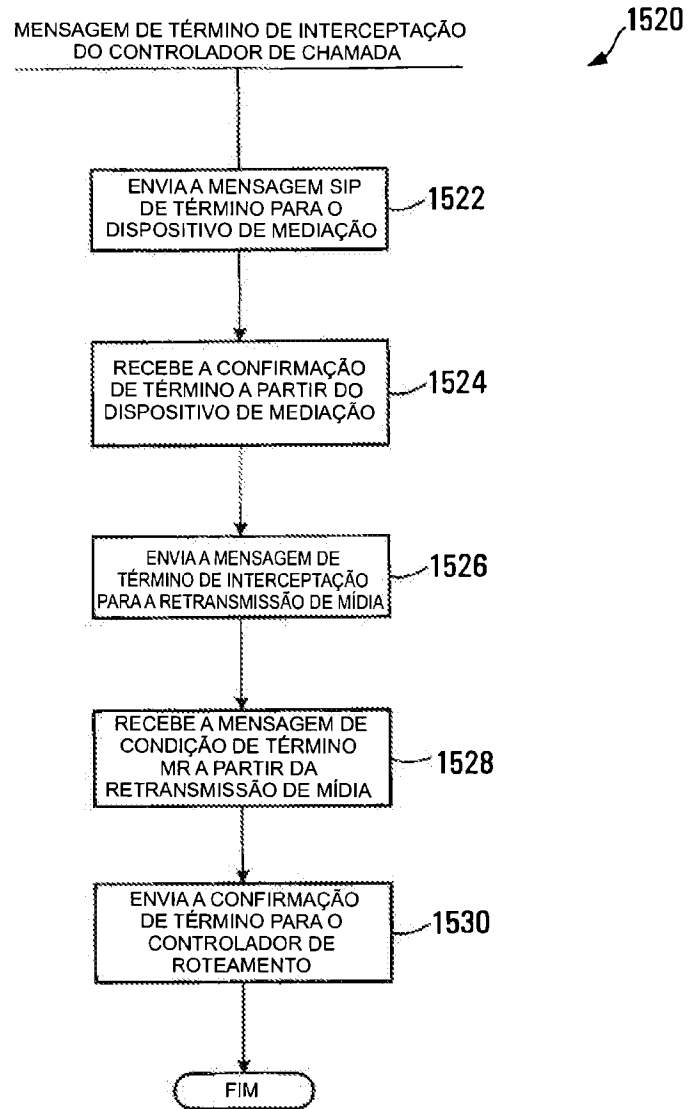 MENSAGEM DE TÉRMINO DE INTERCEPTAÇÃO
DO CONTROLADOR DE CHAMADA
1520
ENVIA A MENSAGEM SIP
DE TÉRMINO PARA O
DISPOSITIVO DE MEDIAÇÃO
1522
RECEBE A CONFIRMAÇÃO
DE TÉRMINO A PARTIR DO
DISPOSITIVO DE MEDIAÇÃO
1524
ENVIA A MENSAGEM DE
TÉRMINO DE INTERCEPTAÇÃO
PARA A RETRANSMISSÃO DE MÍDIA
1526
RECEBE A MENSAGEM DE
CONDIÇÃO DE TÉRMINO
MR A PARTIR DA
RETRANSMISSÃO DE MÍDIA
1528
ENVIA A CONFIRMAÇÃO
DE TÉRMINO PARA O
CONTROLADOR DE
ROTEAMENTO
1530
FIM